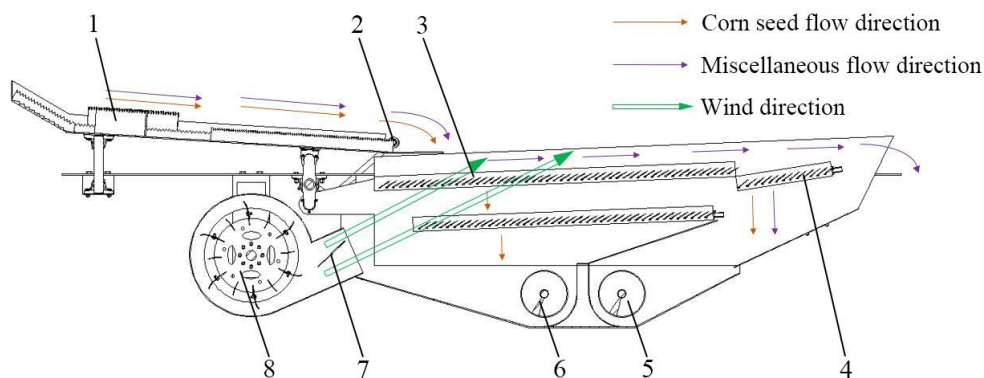 Corn seed flow direction
Miscellaneous flow direction
Wind direction
1
2
3
8
7
6
5
4